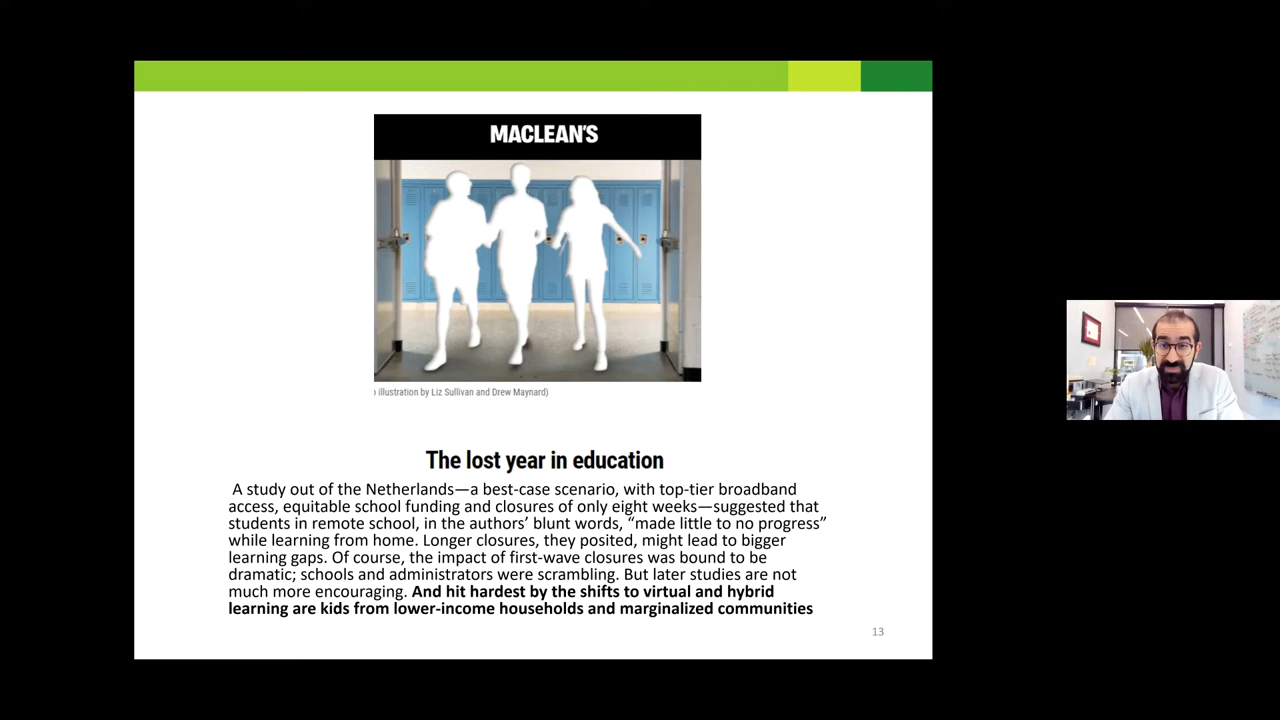 MACLEAN'S
illustration by Liz Sullivan and Drew Maynard)
The lost year in education
A study out of the Netherlands—a best-case scenario, with top-tier broadband
access, equitable school funding and closures of only eight weeks—suggested that
students in remote school, in the authors’ blunt words, “made little to no progress”
while learning from home. Longer closures, they posited, might lead to bigger
learning gaps. Of course, the impact of first-wave closures was bound to be
dramatic; schools and administrators were scrambling. But later studies are not
much more encouraging. And hit hardest by the shifts to virtual and hybrid
learning are kids from lower-income households and marginalized communities
13